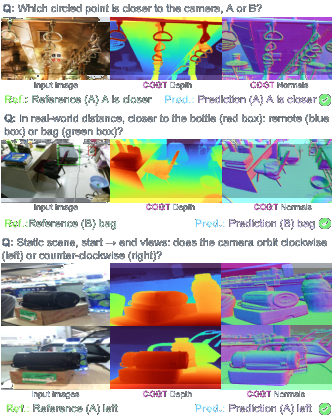 Q: Which circled point is closer to the camera, A or B?
Input Image COGT Depth COGT Normals
Ref.: Reference (A) A is closer Pred.: Prediction (A) A is closer
Q: In real-world distance, closer to the bottle (red box): remote (blue
box) or bag (green box)?
Input Image COGT Depth COGT Normals
Ref.: Reference (B) bag Pred.: Prediction (B) bag
Q: Static scene, start → end views: does the camera orbit clockwise
(left) or counter-clockwise (right)?
Input Images COGT Depth COGT Normals
Ref.: Reference (A) left Pred.: Prediction (A) left